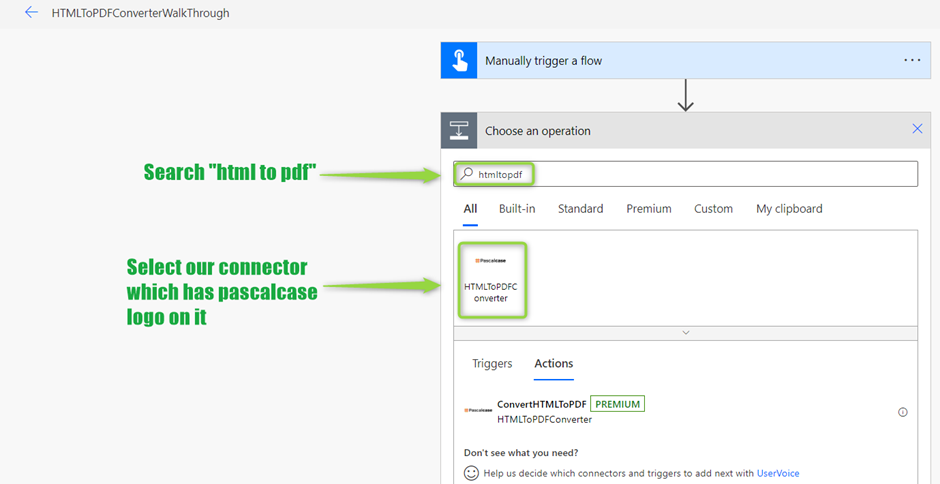 HTMLToPDFConverterWalkThrough
Manually trigger a flow
Choose an operation
Search "html to pdf"
htmltopdf
All Built-in Standard Premium Custom My clipboard
Select our connector
which has pascalcase
logo on it
Pascalcase
HTMLToPDFC
onverter
Triggers Actions
Pascalcase
ConvertHTMLToPDF PREMIUM
HTMLToPDFConverter
Don't see what you need?
Help us decide which connectors and triggers to add next with UserVoice